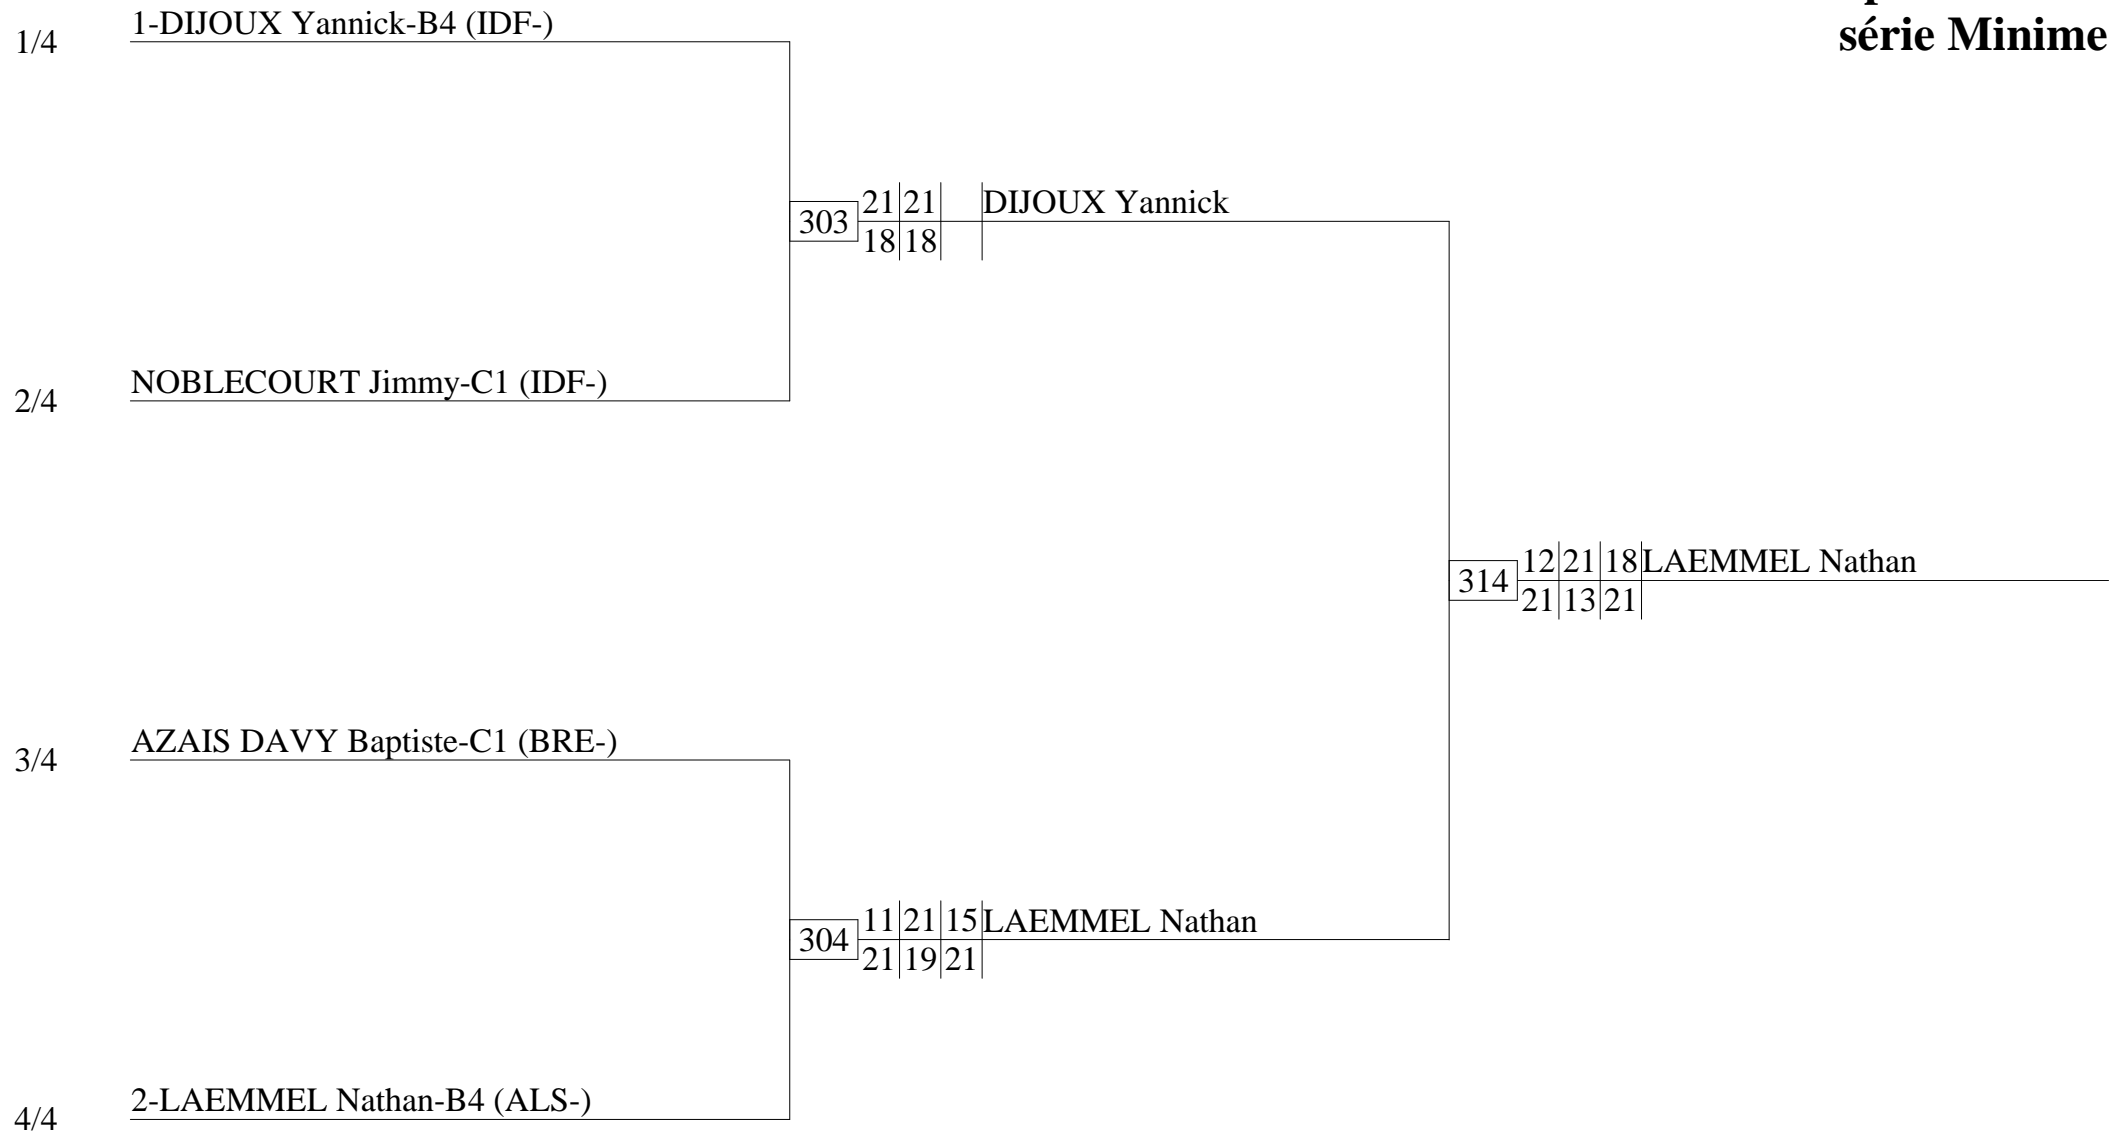 série Minime
1/4
1-DIJOUX Yannick-B4 (IDF-)
303
21 21
18 18
DIJOUX Yannick
2/4
NOBLECOURT Jimmy-C1 (IDF-)
314
12 21 18
21 13 21
LAEMMEL Nathan
3/4
AZAIS DAVY Baptiste-C1 (BRE-)
304
11 21 15
21 19 21
LAEMMEL Nathan
4/4
2-LAEMMEL Nathan-B4 (ALS-)